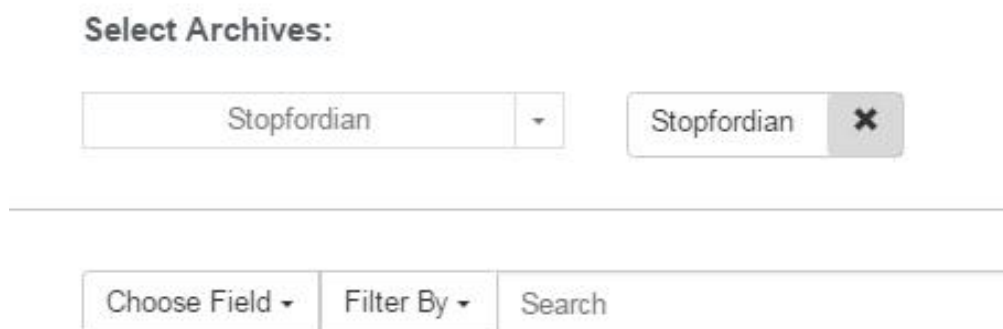 Select Archives:
Stopfordian Stopfordian ✖
Choose Field Filter By Search